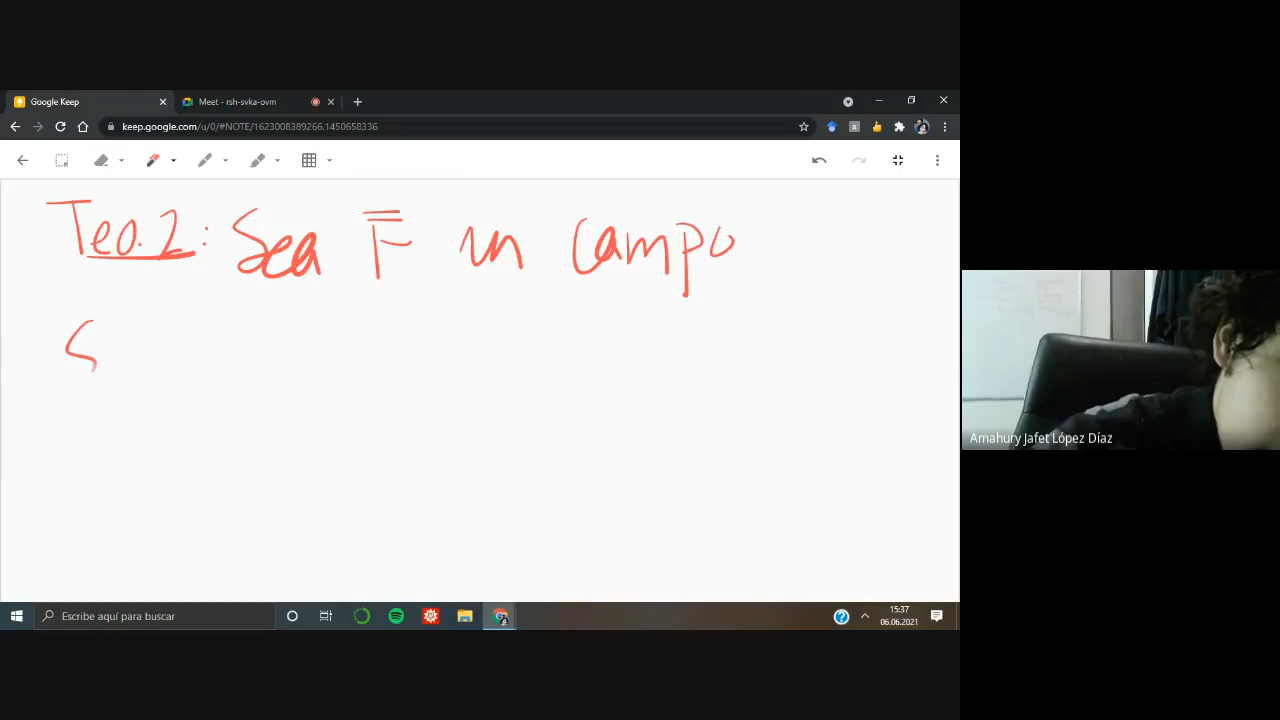 Google Keep
Meet - rsh-svka-ovm
keep.google.com/u/0/#NOTE/1623008389266.1450658336
Teo. 2: Sea F un campo
S
Amahury Jafet López Díaz
Escribe aquí para buscar
15:37
06.06.2021